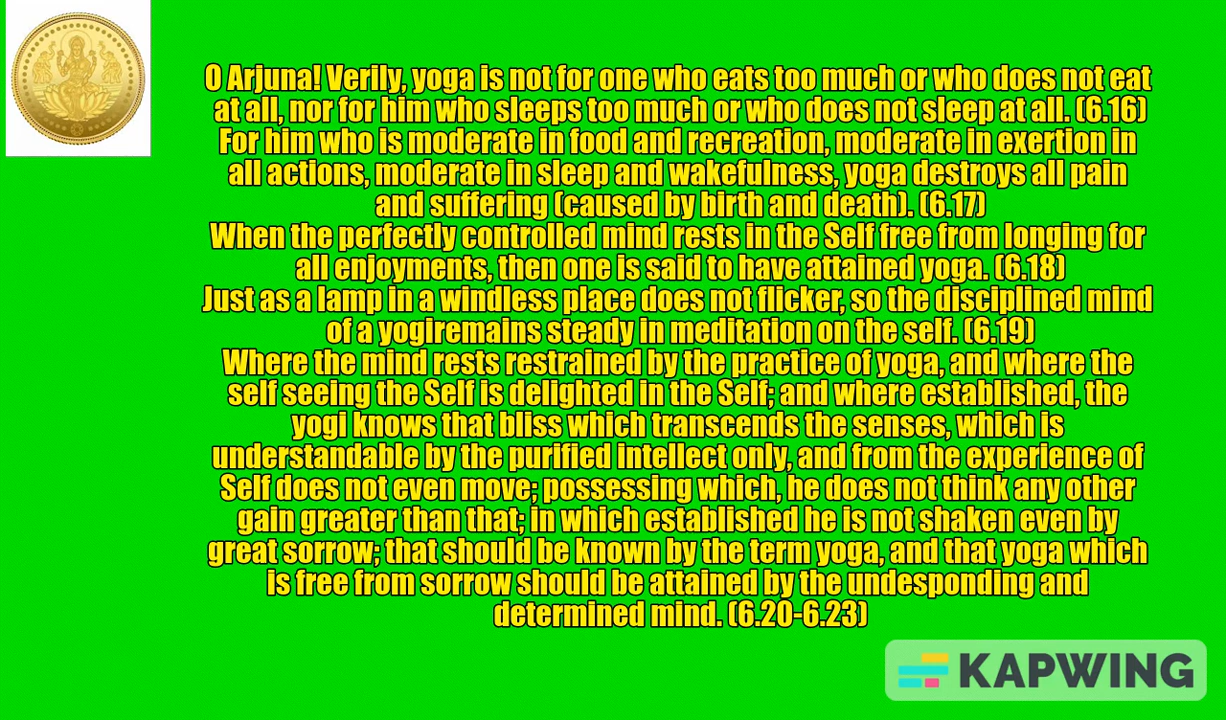 O Arjuna! Verily, yoga is not for one who eats too much or who does not eat
at all, nor for him who sleeps too much or who does not sleep at all. (6.16)
For him who is moderate in food and recreation, moderate in exertion in
all actions, moderate in sleep and wakefulness, yoga destroys all pain
and suffering (caused by birth and death). (6.17)
When the perfectly controlled mind rests in the Self free from longing for
all enjoyments, then one is said to have attained yoga. (6.18)
Just as a lamp in a windless place does not flicker, so the disciplined mind
of a yogiremains steady in meditation on the self. (6.19)
Where the mind rests restrained by the practice of yoga, and where the
self seeing the Self is delighted in the Self; and where established, the
yogi knows that bliss which transcends the senses, which is
understandable by the purified intellect only, and from the experience of
Self does not even move; possessing which, he does not think any other
gain greater than that; in which established he is not shaken even by
great sorrow; that should be known by the term yoga, and that yoga which
is free from sorrow should be attained by the undesponding and
determined mind. (6.20-6.23)
KAPWING